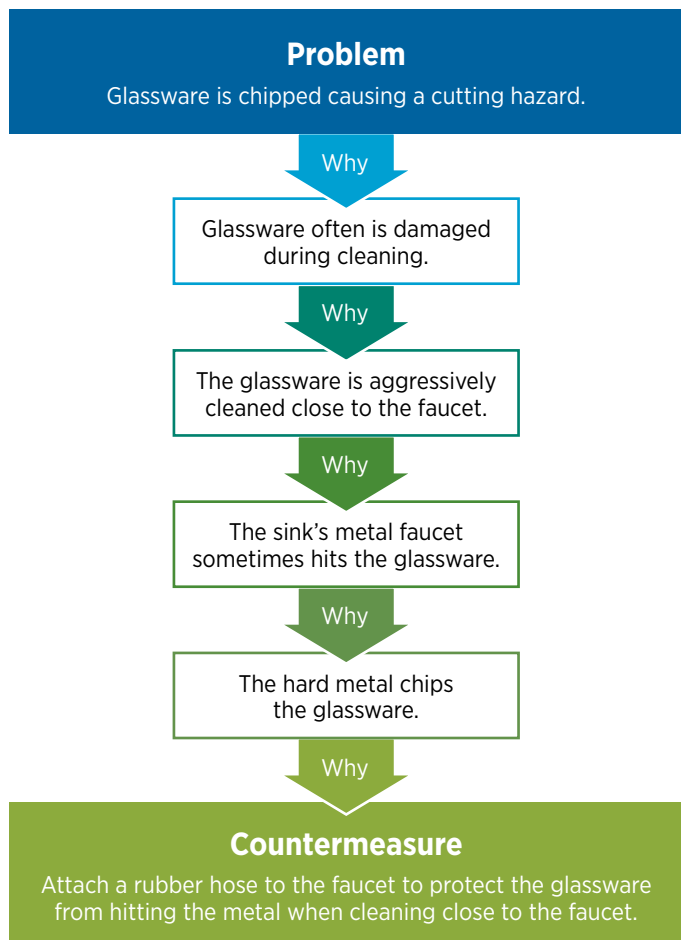 Problem
Glassware is chipped causing a cutting hazard.
Why
Glassware often is damaged
during cleaning.
Why
The glassware is aggressively
cleaned close to the faucet.
Why
The sink’s metal faucet
sometimes hits the glassware.
Why
The hard metal chips
the glassware.
Why
Countermeasure
Attach a rubber hose to the faucet to protect the glassware
from hitting the metal when cleaning close to the faucet.